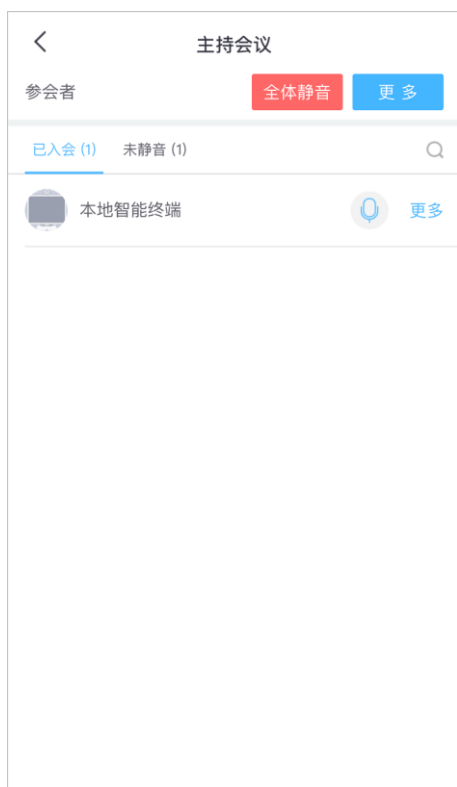 主持会议
参会者 全体静音 更多
已入会 (1) 未静音 (1)
本地智能终端 更多